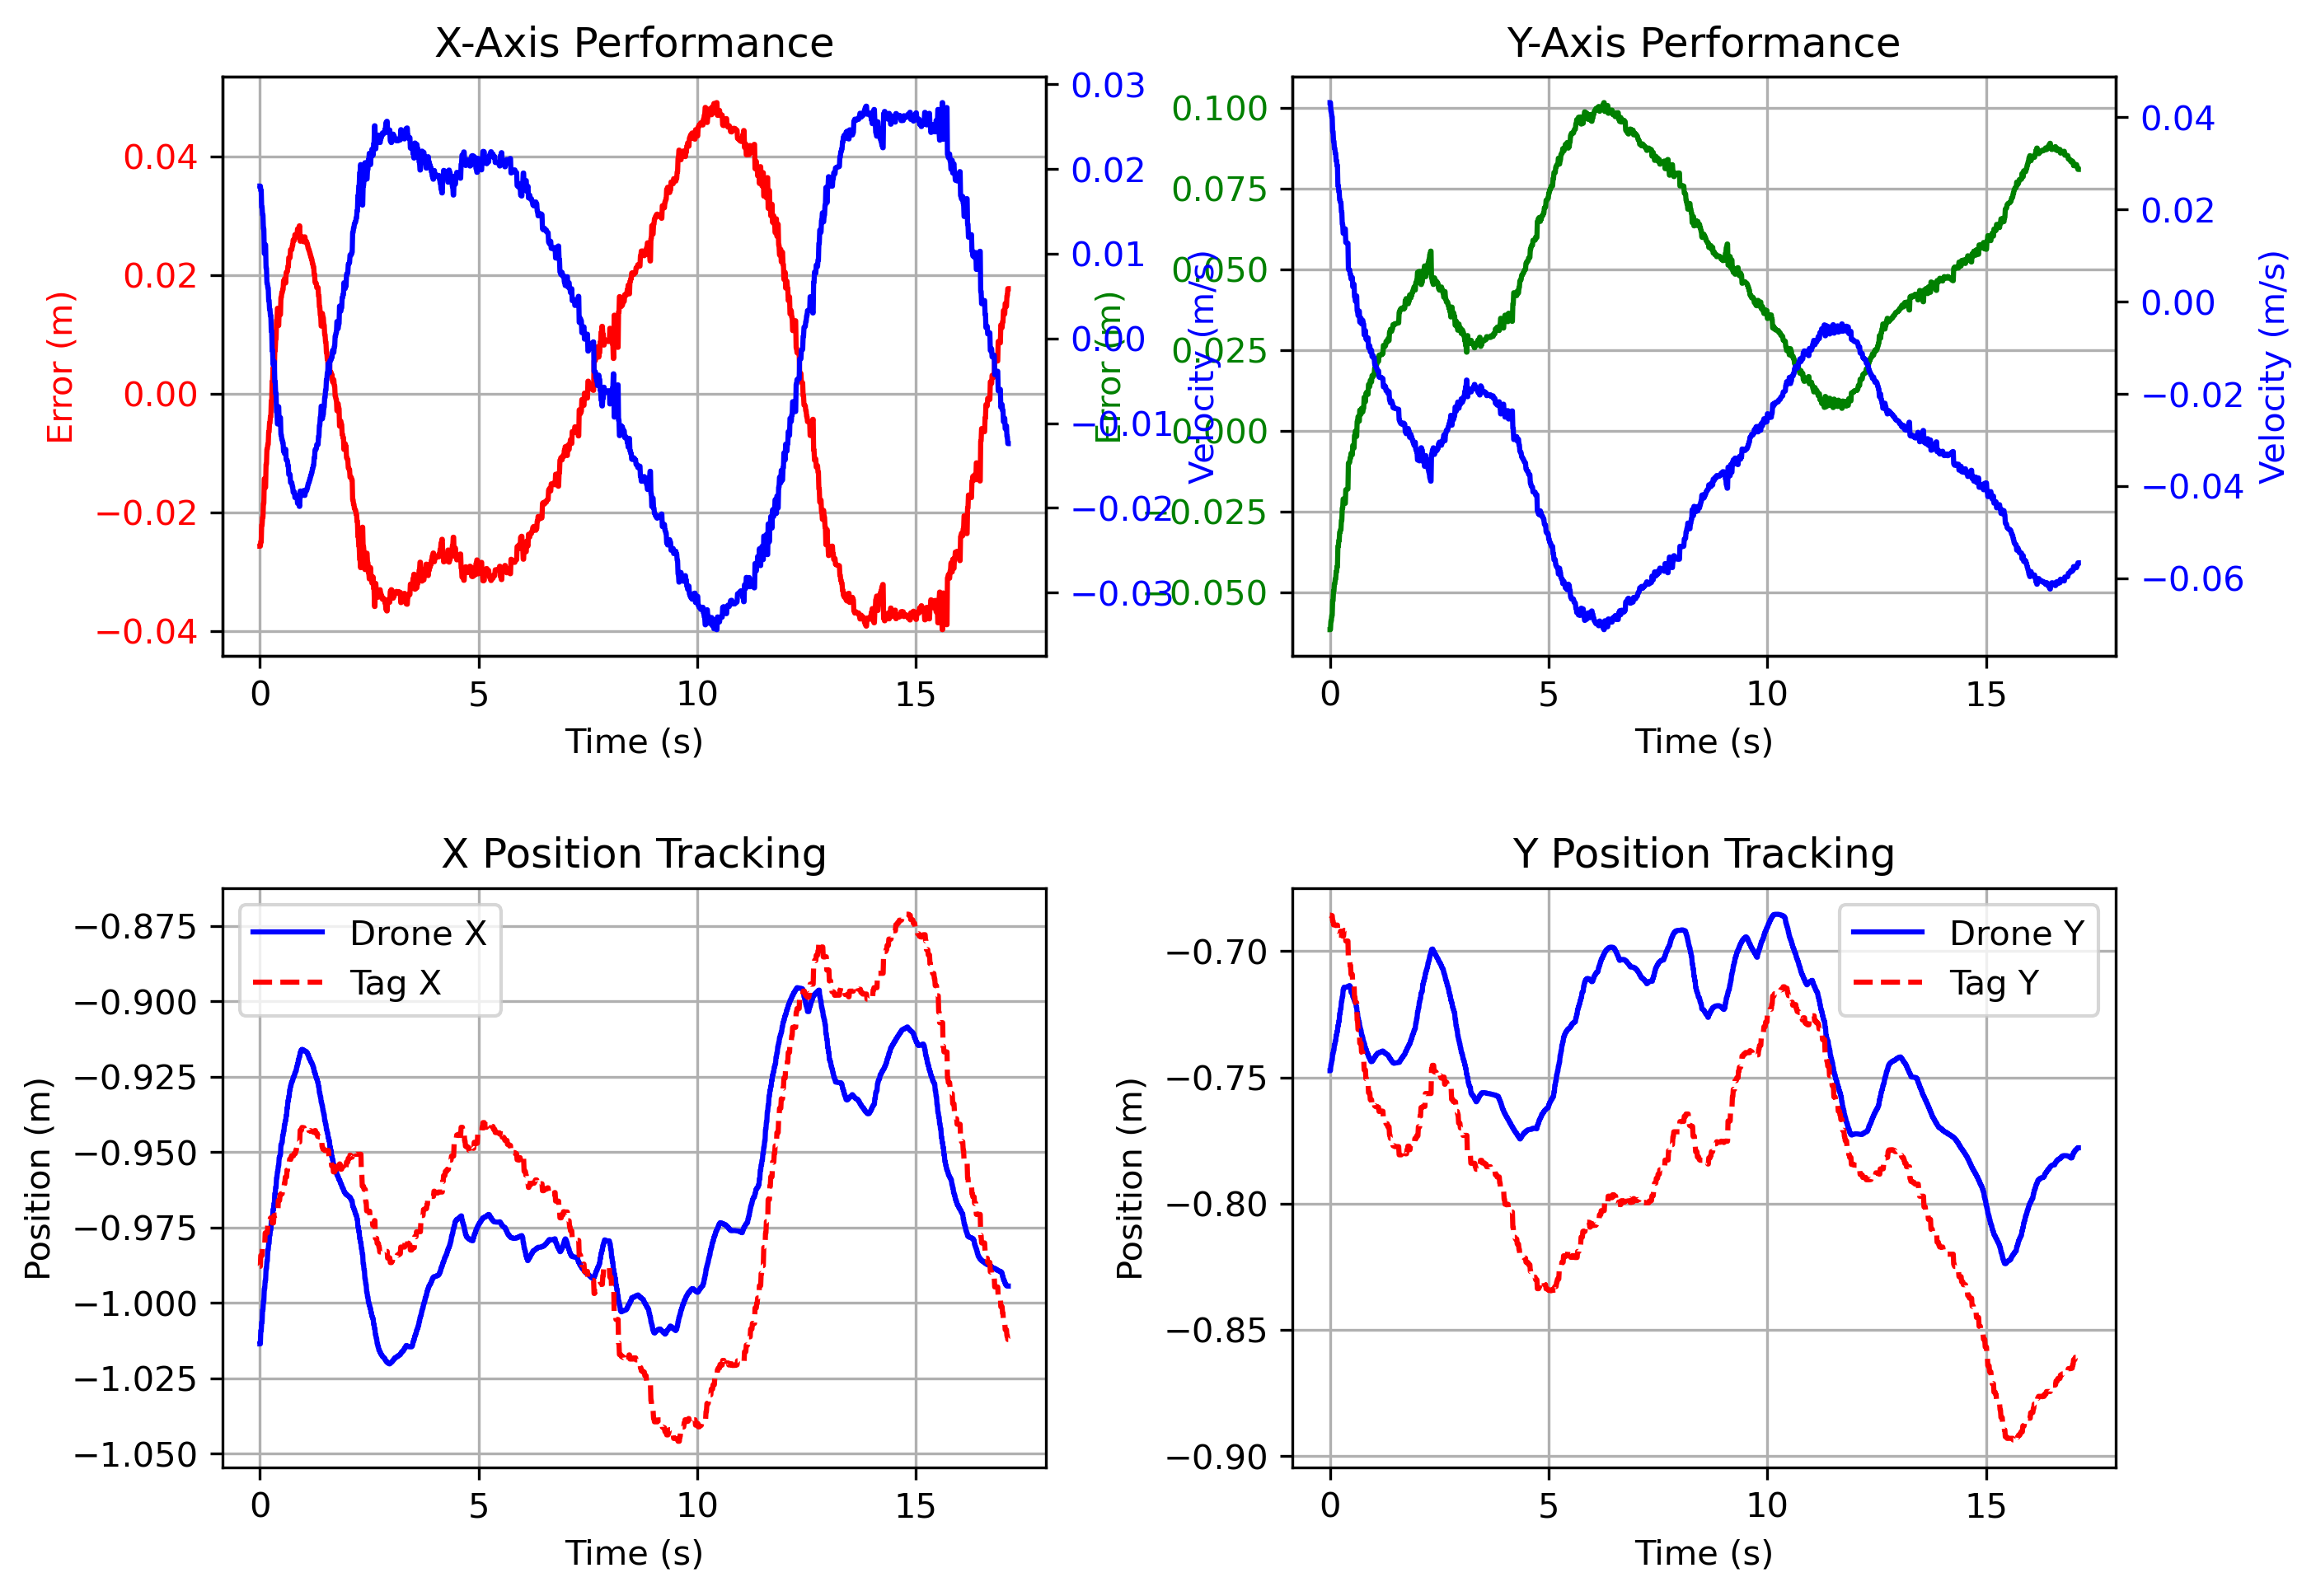 X-Axis Performance
0.04
0.02
0.00
−0.02
−0.04
Error (m)
0.03
0.02
0.01
0.00
−0.01
−0.02
−0.03
Velocity (m/s)
0 5 10 15
Time (s)
Y-Axis Performance
0.100
0.075
0.050
0.025
0.000
−0.025
−0.050
Error (m)
0.04
0.02
0.00
−0.02
−0.04
−0.06
Velocity (m/s)
0 5 10 15
Time (s)
X Position Tracking
−0.875
−0.900
−0.925
−0.950
−0.975
−1.000
−1.025
−1.050
Position (m)
Drone X
Tag X
0 5 10 15
Time (s)
Y Position Tracking
−0.70
−0.75
−0.80
−0.85
−0.90
Position (m)
Drone Y
Tag Y
0 5 10 15
Time (s)